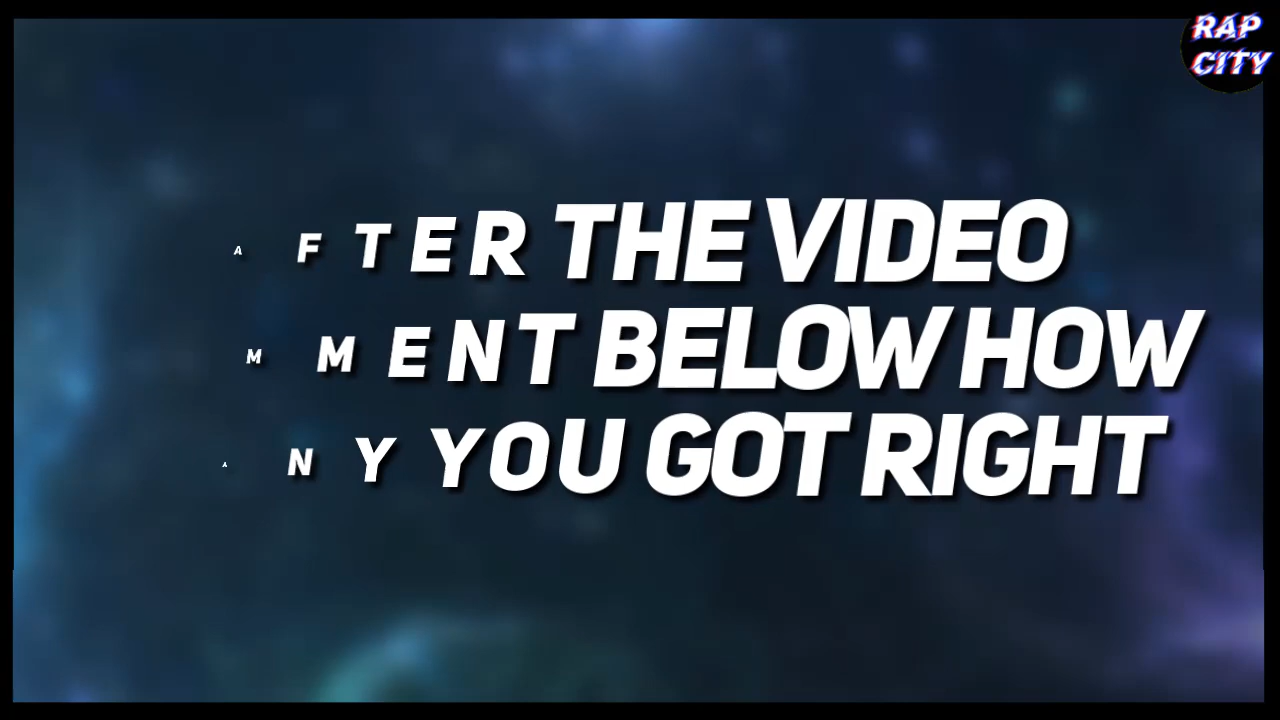 RAP
CITY
AFTER THE VIDEO
MMENT BELOW HOW
ANY YOU GOT RIGHT